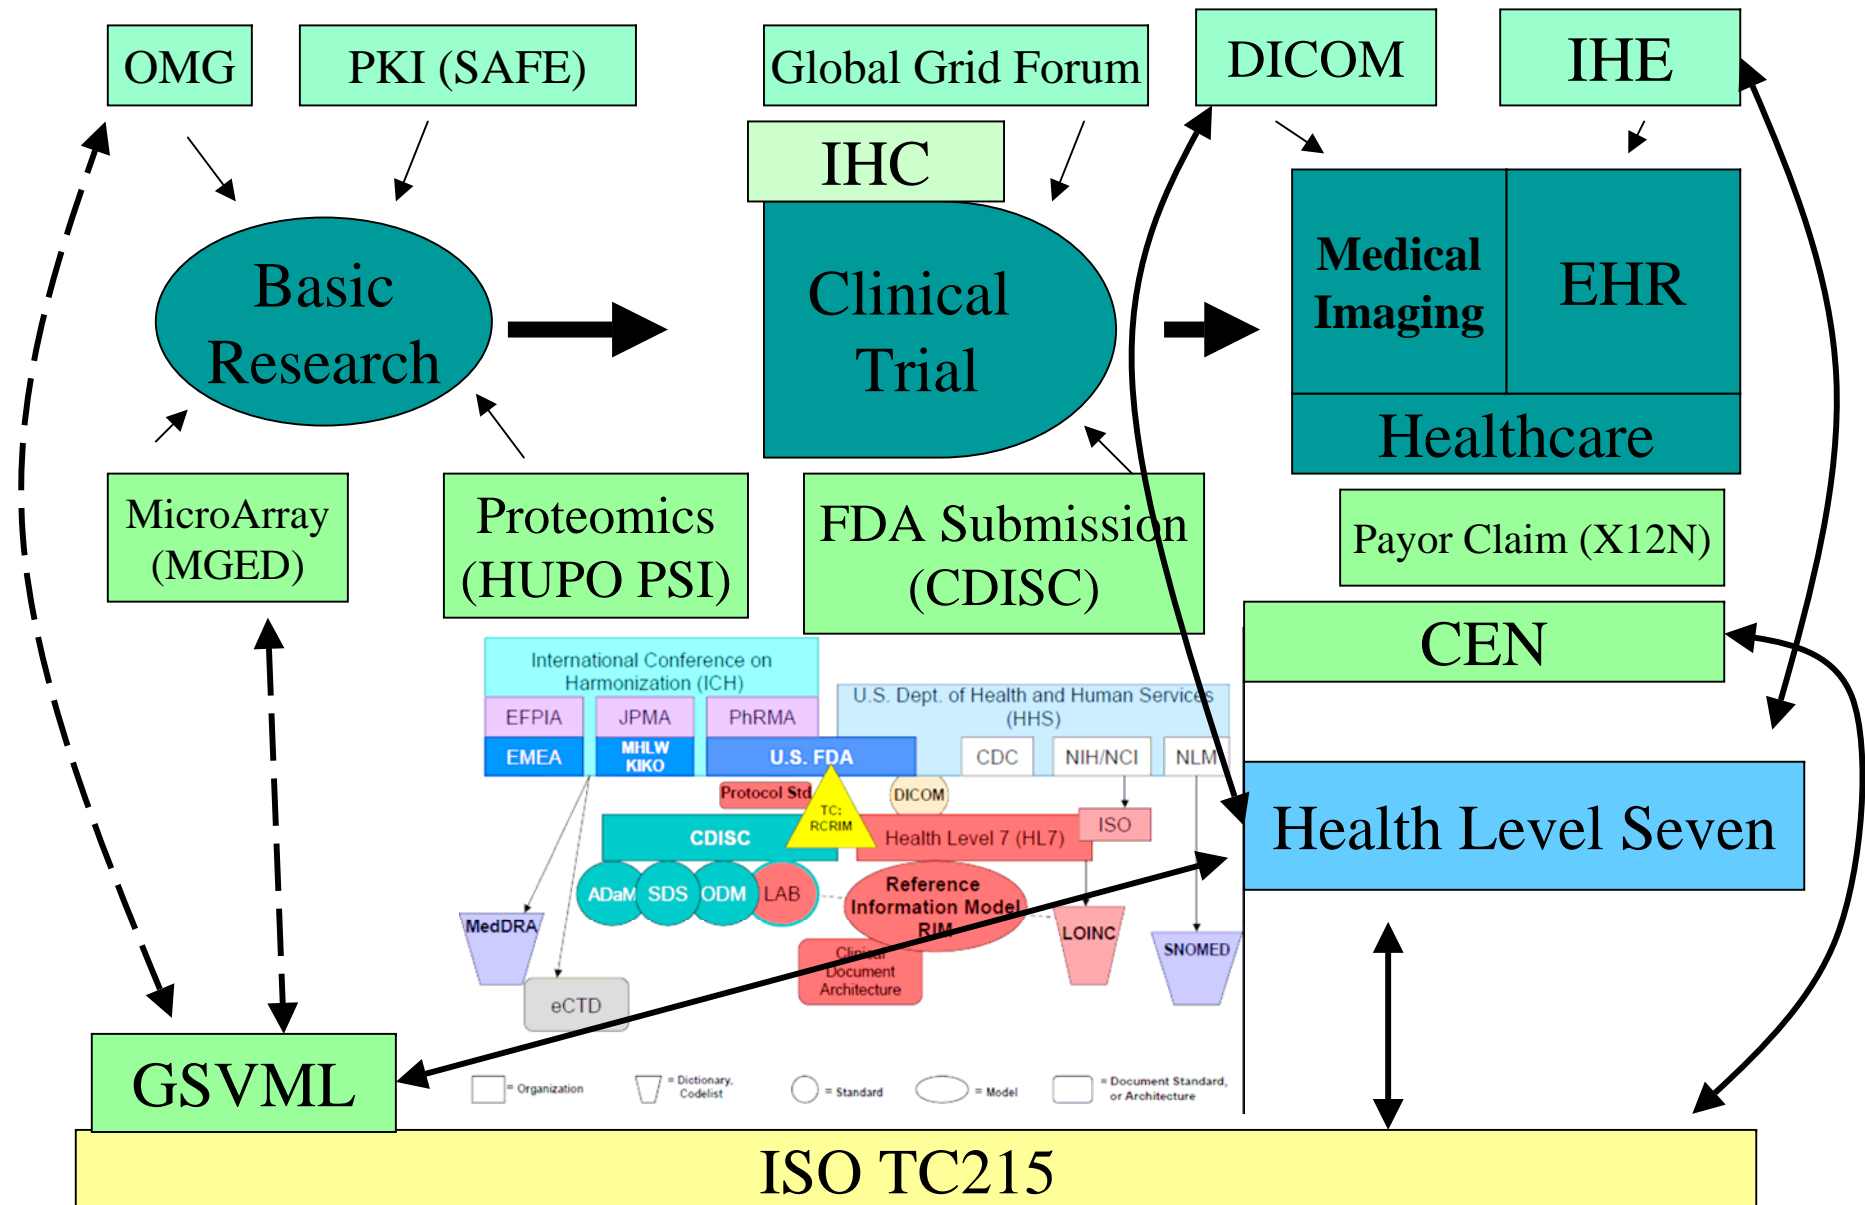 OMG
PKI (SAFE)
Global Grid Forum
DICOM
IHE
IHC
Basic
Research
Clinical
Trial
Medical
Imaging
EHR
Healthcare
MicroArray
(MGED)
Proteomics
(HUPO PSI)
FDA Submission
(CDISC)
Payor Claim (X12N)
CEN
International Conference on
Harmonization (ICH)
EFPIA
JPMA
PhRMA
U.S. Dept. of Health and Human Services
(HHS)
EMEA
MHLW
KIKO
U.S. FDA
CDC
NIH/NCI
NLM
Protocol Std
TC:
RCRIM
DICOM
CDISC
Health Level 7 (HL7)
ISO
Health Level Seven
ADaM
SDS
ODM
LAB
Reference
Information Model
RIM
MedDRA
LOINC
SNOMED
Clinical
Document
Architecture
eCTD
GSVML
= Organization
= Dictionary,
Codelist
= Standard
= Model
= Document Standard,
or Architecture
ISO TC215